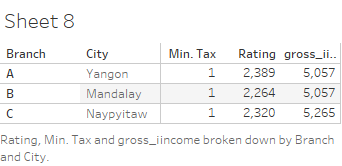 Sheet 8
Branch City Min. Tax Rating gross_ii..
A Yangon 1 2,389 5,057
B Mandalay 1 2,264 5,057
C Naypyitaw 1 2,320 5,265
Rating, Min. Tax and gross_iincome broken down by Branch
and City.